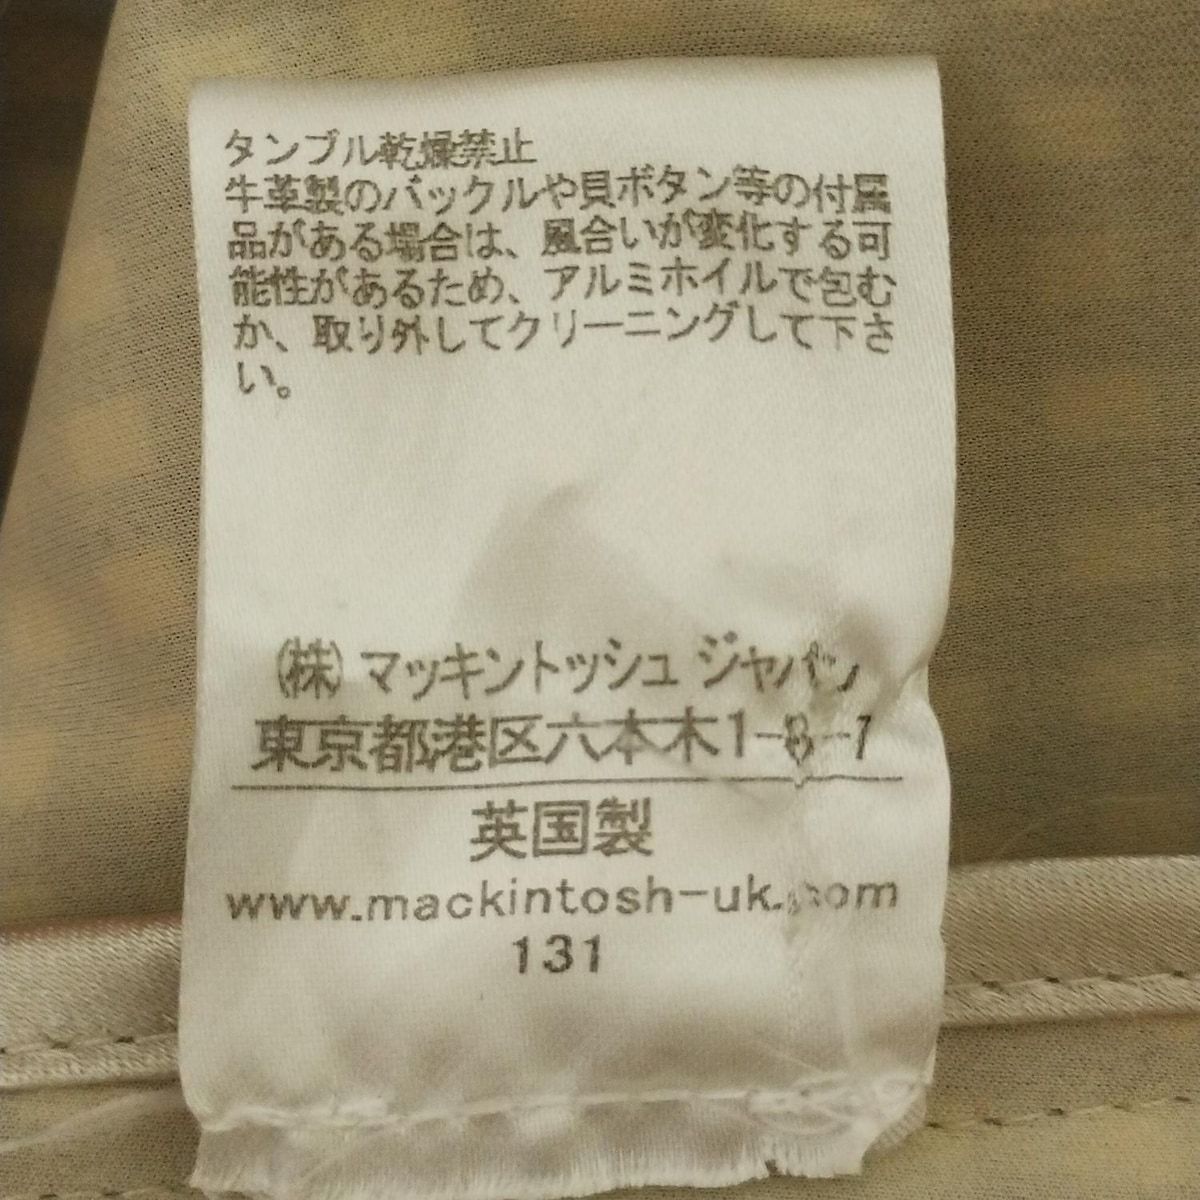 タンブル乾燥禁止
牛革製のバックルや貝ボタン等の付属
品がある場合は、風合いが変化する可
能性があるため、アルミホイルで包む
か、取り外してクリーニングして下さ
い。
(株) マッキントッシュ ジャパン
東京都港区六本木1-8-7
英国製
www.mackintosh-uk.com
131